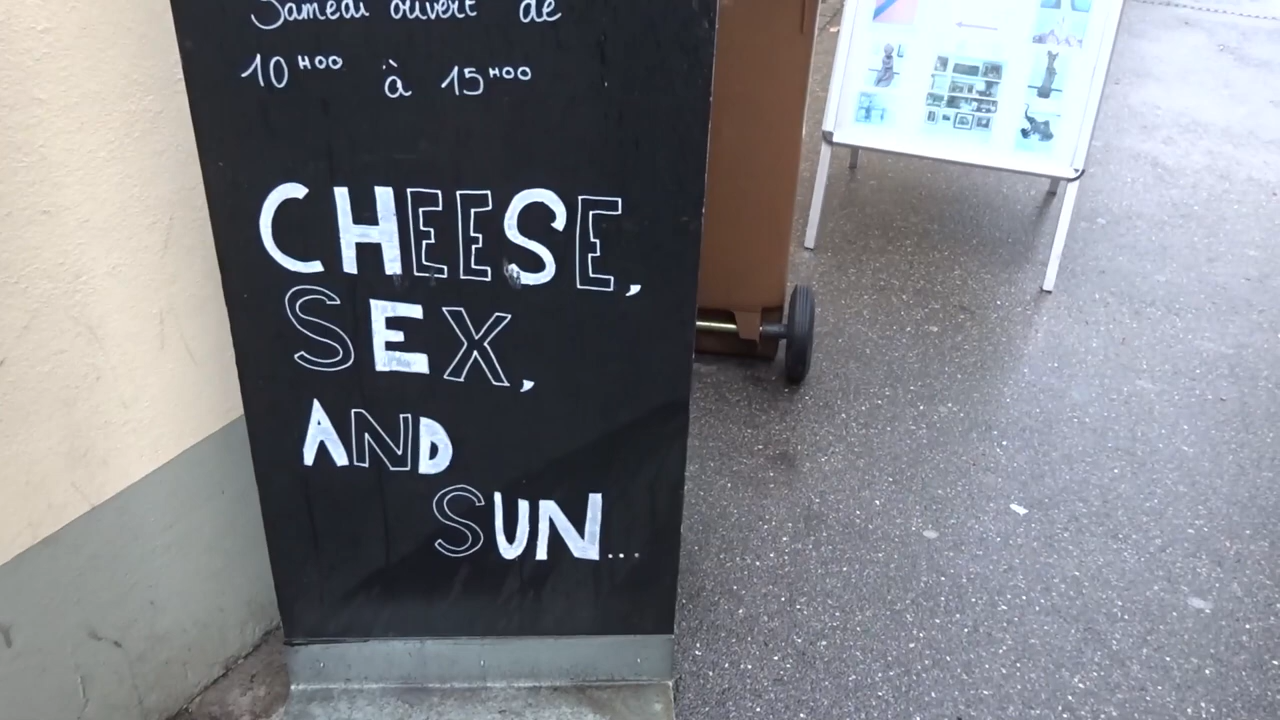 Samedi ouvert de
10H00 à 15H00
CHEESE,
SEX,
AND
SUN...